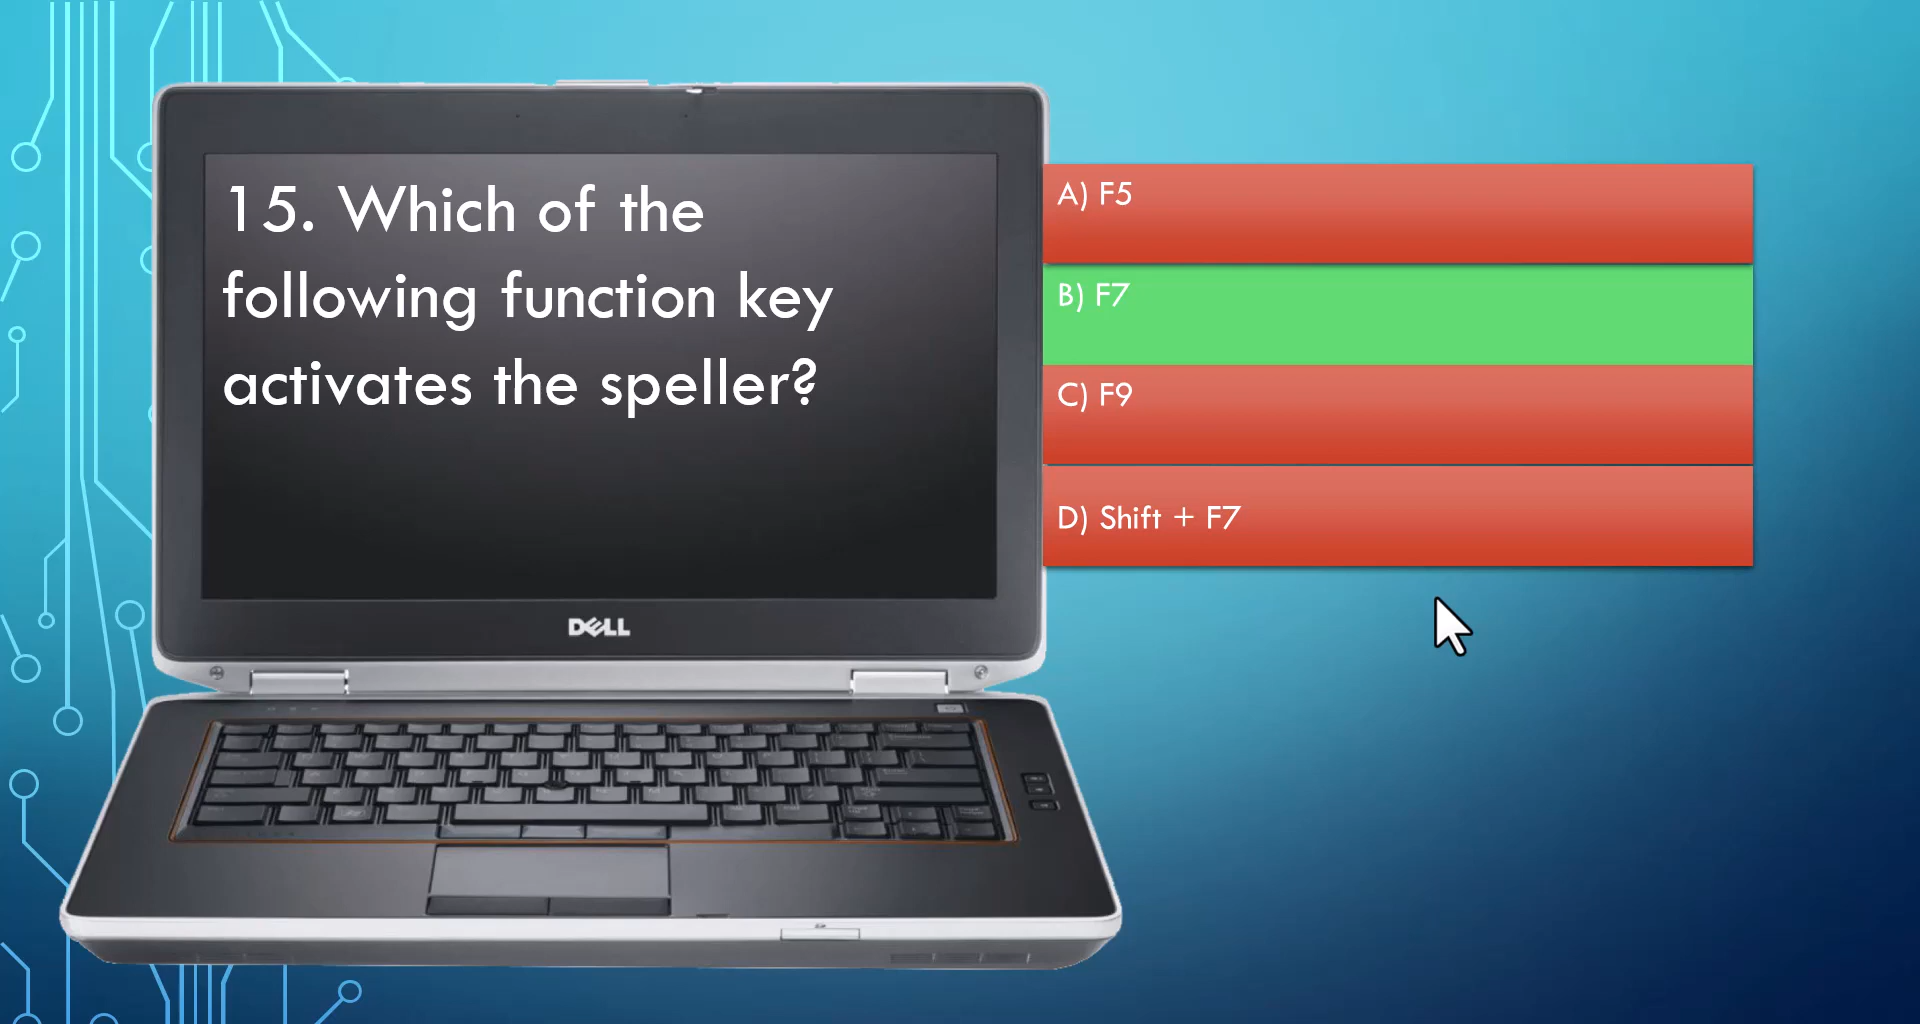 15. Which of the
following function key
activates the speller?
A) F5
B) F7
C) F9
D) Shift + F7
DELL